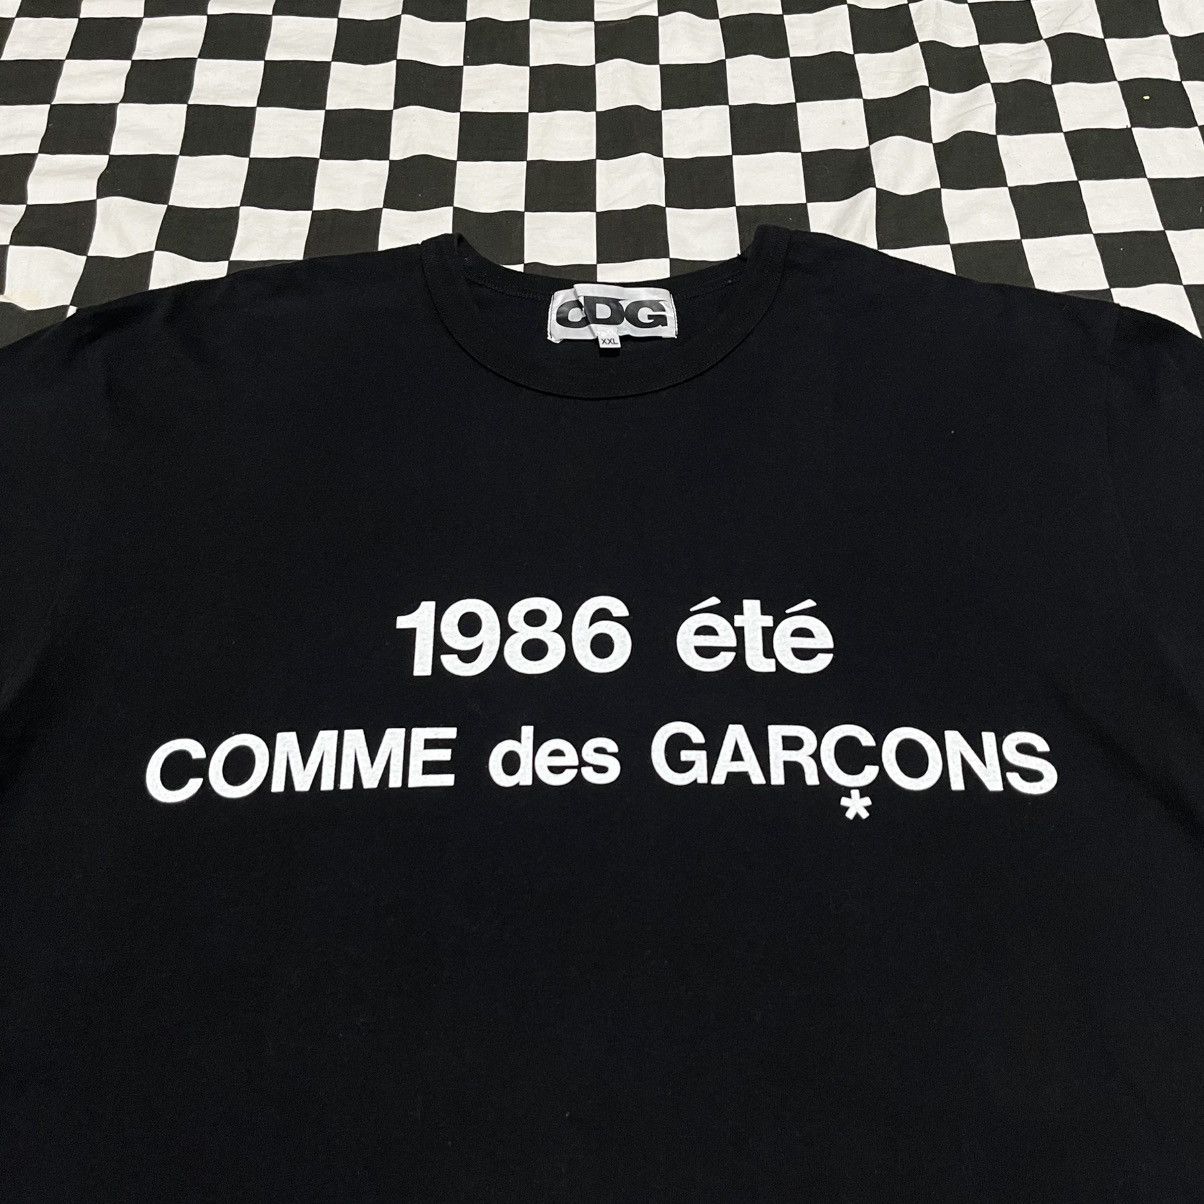 CDG
XXL
1986 été
COMME des GARÇONS
*